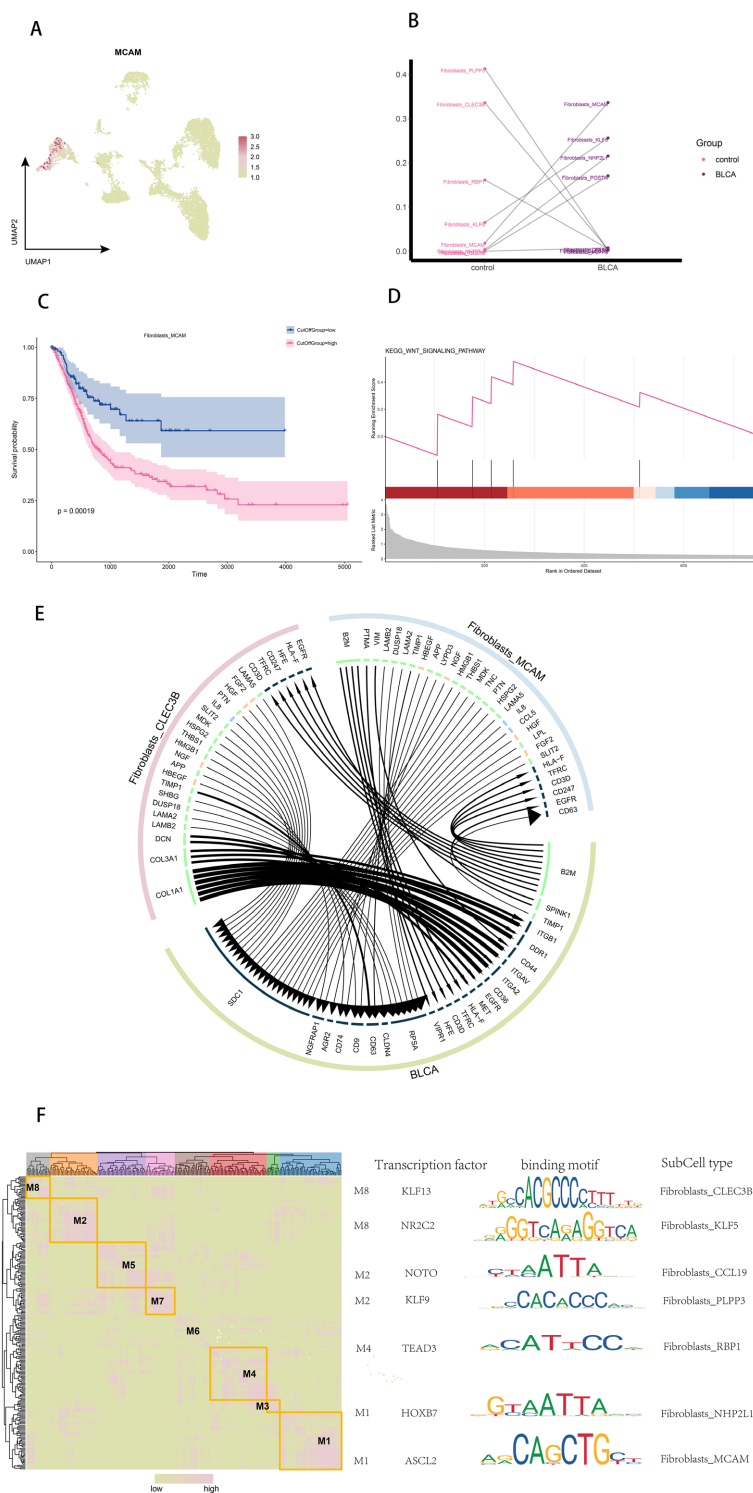 A
MCAM
3.0
2.5
2.0
1.5
1.0
UMAP2
UMAP1
B
0.4
0.3
0.2
0.1
0.0
Fibroblasts_PLPP3
Fibroblasts_CLEC3B
Fibroblasts_RBP1
Fibroblasts_KLF5
Fibroblasts_MCAM
Fibroblasts_MCAM
Fibroblasts_KLF5
Fibroblasts_NHP2L1
Fibroblasts_POSTN
control
BLCA
Group
control
BLCA
C
Fibroblasts_MCAM
CutOffGroup=low
CutOffGroup=high
Survival probability
1.00
0.75
0.50
0.25
0.00
p = 0.00019
0
1000
2000
3000
4000
5000
Time
D
KEGG_WNT_SIGNALING_PATHWAY
Running Enrichment Score
0.4
0.2
0.0
Ranked List Metric
Rank in Ordered Dataset
E
Fibroblasts_CLEC3B
EGFR
HLA-F
HFE
CD247
TFRC
CD3D
LAMA5
FGF2
HGF
PTN
IL8
SLIT2
MDK
HSPG2
THBS1
HMGB1
NGF
APP
HBEGF
TIMP1
SHBG
DUSP18
LAMA2
LAMB2
DCN
COL3A1
COL1A1
Fibroblasts_MCAM
B2M
PTMA
VIM
LAMB2
DUSP18
LAMA2
TIMP1
HBEGF
APP
LYPD3
NGF
HMGB1
THBS1
MDK
TNC
PTN
HSPG2
LAMA5
IL8
CCL5
HGF
LPL
FGF2
SLIT2
HLA-F
TFRC
CD3D
CD247
EGFR
CD63
B2M
SPINK1
TIMP1
ITGB1
DDR1
CD44
ITGAV
ITGA2
CD36
EGFR
MET
HLA-F
TFRC
CD3D
HFE
VIPR1
RPSA
CLDN4
CD63
CD9
CD74
AGR2
NGFRAP1
SDC1
BLCA
F
M8
M2
M5
M7
M6
M4
M3
M1
low
high
Transcription factor
binding motif
SubCell type
M8
KLF13
Fibroblasts_CLEC3B
M8
NR2C2
Fibroblasts_KLF5
M2
NOTO
Fibroblasts_CCL19
M2
KLF9
Fibroblasts_PLPP3
M4
TEAD3
Fibroblasts_RBP1
M1
HOXB7
Fibroblasts_NHP2L1
M1
ASCL2
Fibroblasts_MCAM